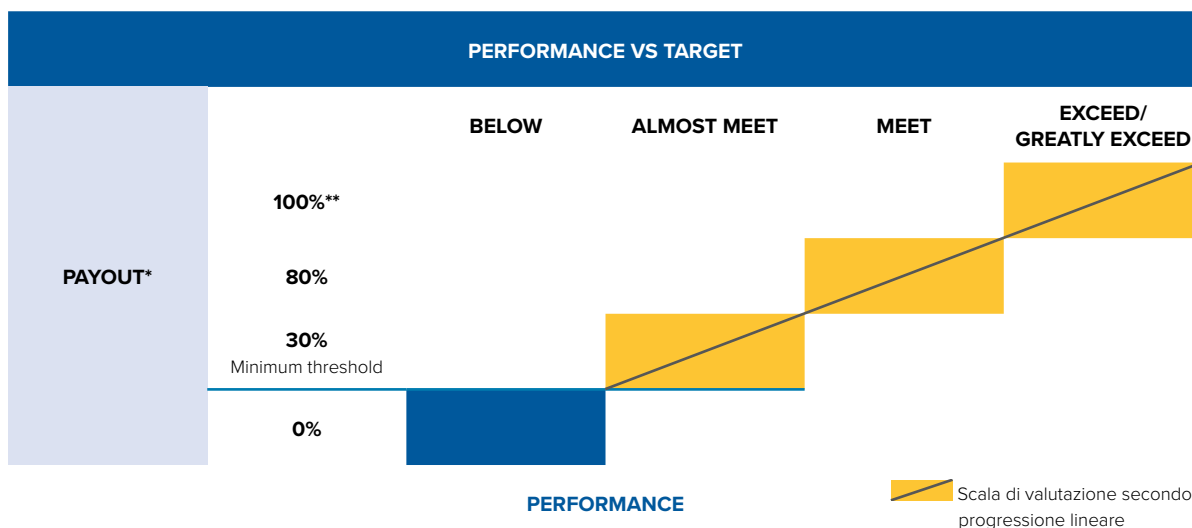 PERFORMANCE VS TARGET
BELOW
ALMOST MEET
MEET
EXCEED/
GREATLY EXCEED
100%**
PAYOUT*
80%
30%
Minimum threshold
0%
PERFORMANCE
Scala di valutazione secondo
progressione lineare